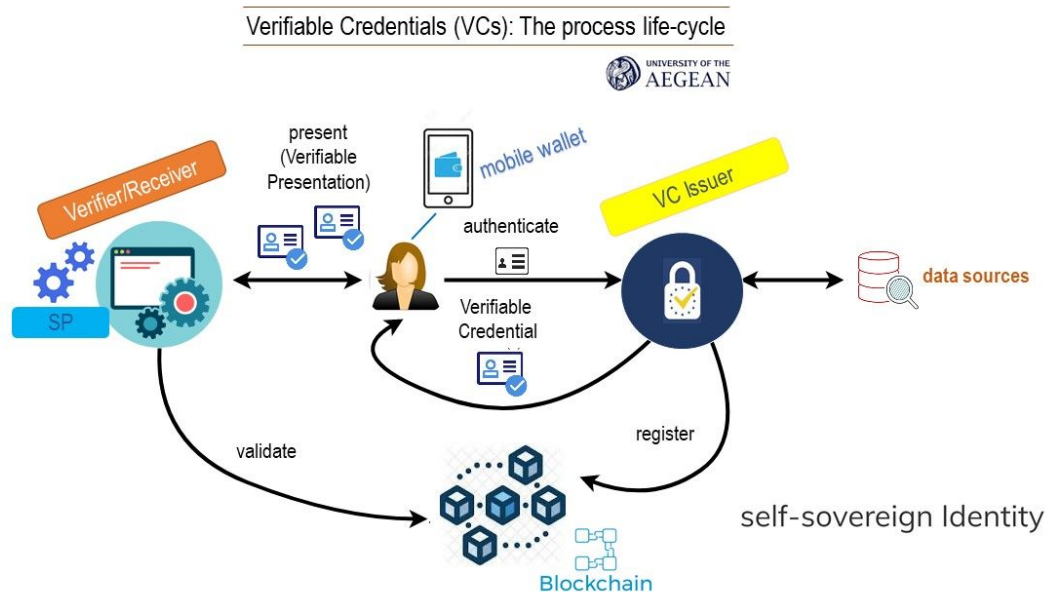 Verifiable Credentials (VCs): The process life-cycle
UNIVERSITY OF THE
AEGEAN
present
(Verifiable
Presentation)
mobile wallet
Verifier/Receiver
VC Issuer
authenticate
data sources
SP
Verifiable
Credential
validate
register
self-sovereign Identity
Blockchain